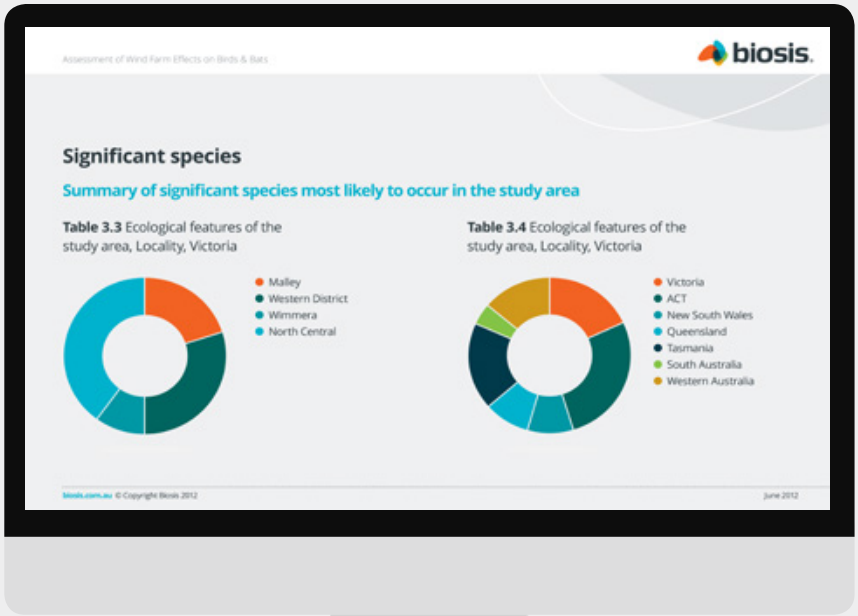 Assessment of Wind Farm Effects on Birds & Bats
biosis.
Significant species
Summary of significant species most likely to occur in the study area
Table 3.3 Ecological features of the
study area, Locality, Victoria
Malley
Western District
Wimmera
North Central
Table 3.4 Ecological features of the
study area, Locality, Victoria
Victoria
ACT
New South Wales
Queensland
Tasmania
South Australia
Western Australia
biosis.com.au © Copyright Biosis 2012
June 2012